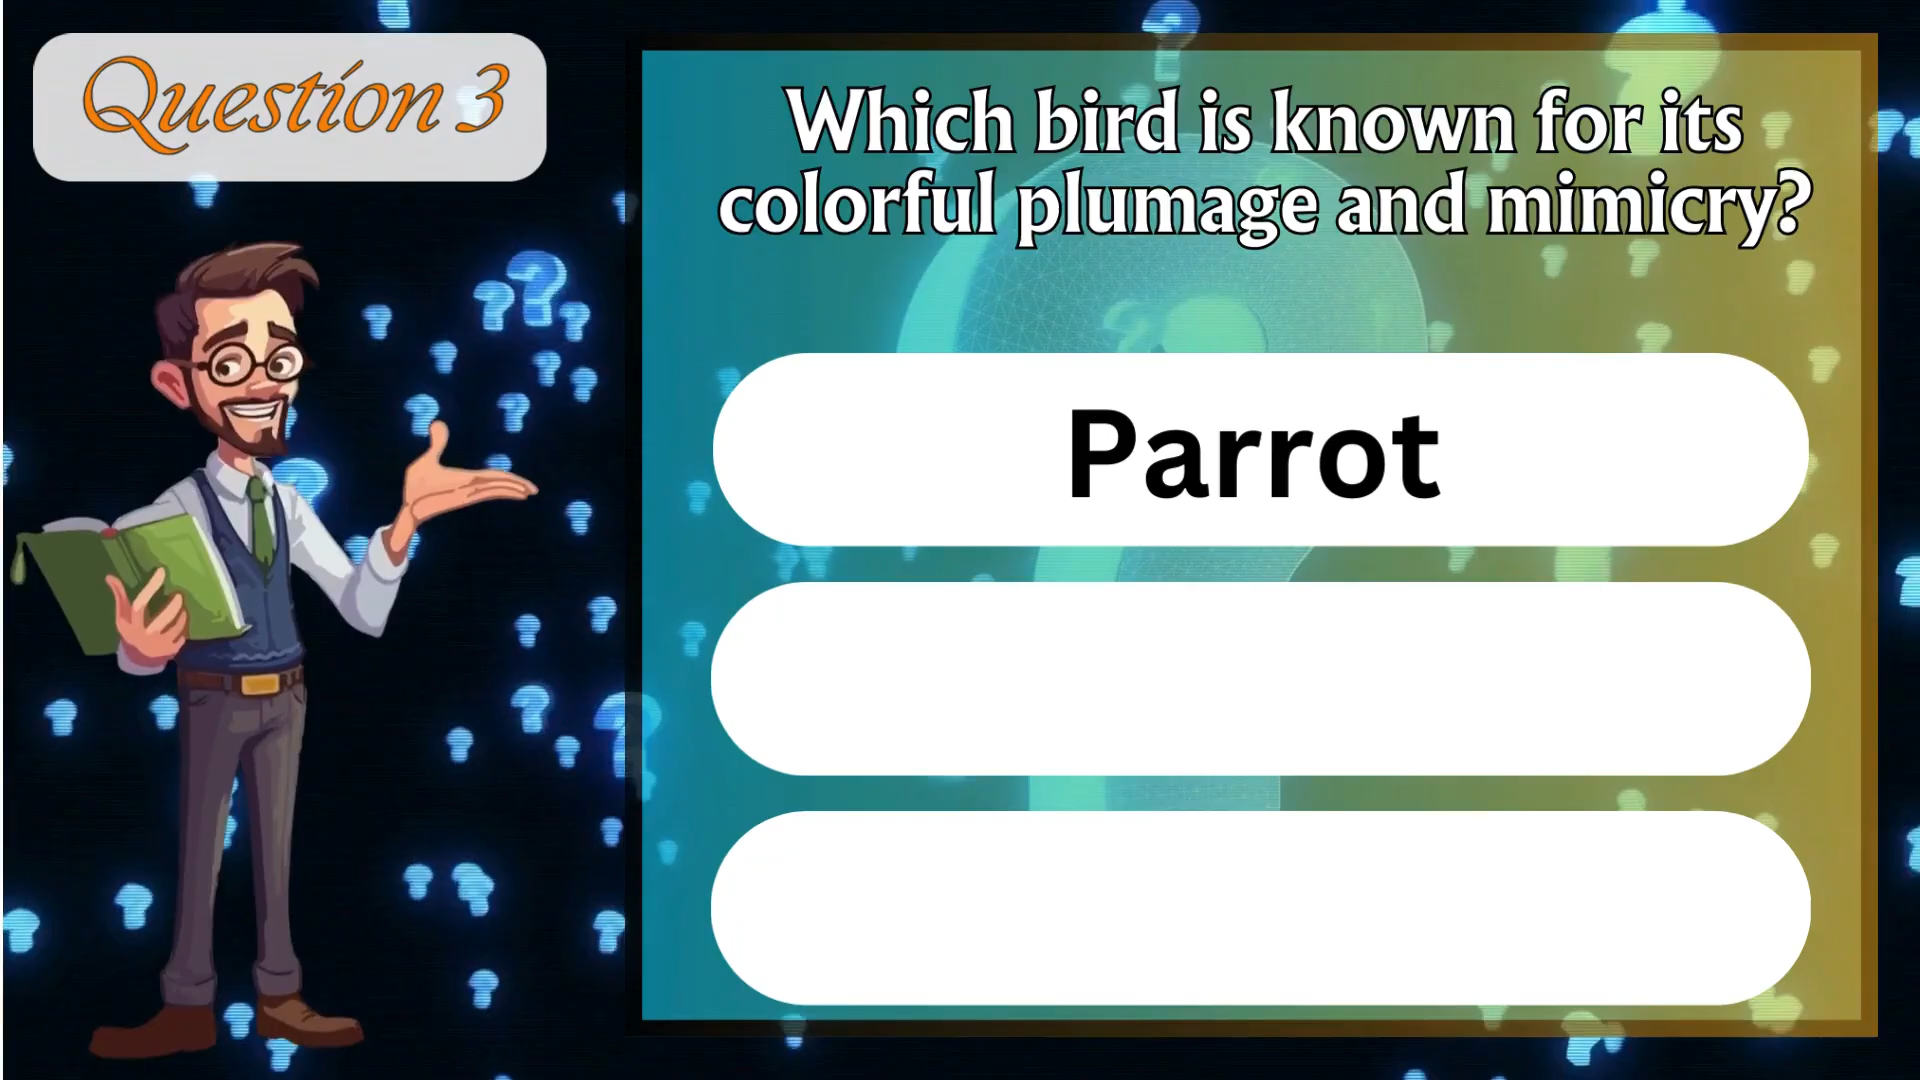 Question 3
Which bird is known for its
colorful plumage and mimicry?
Parrot